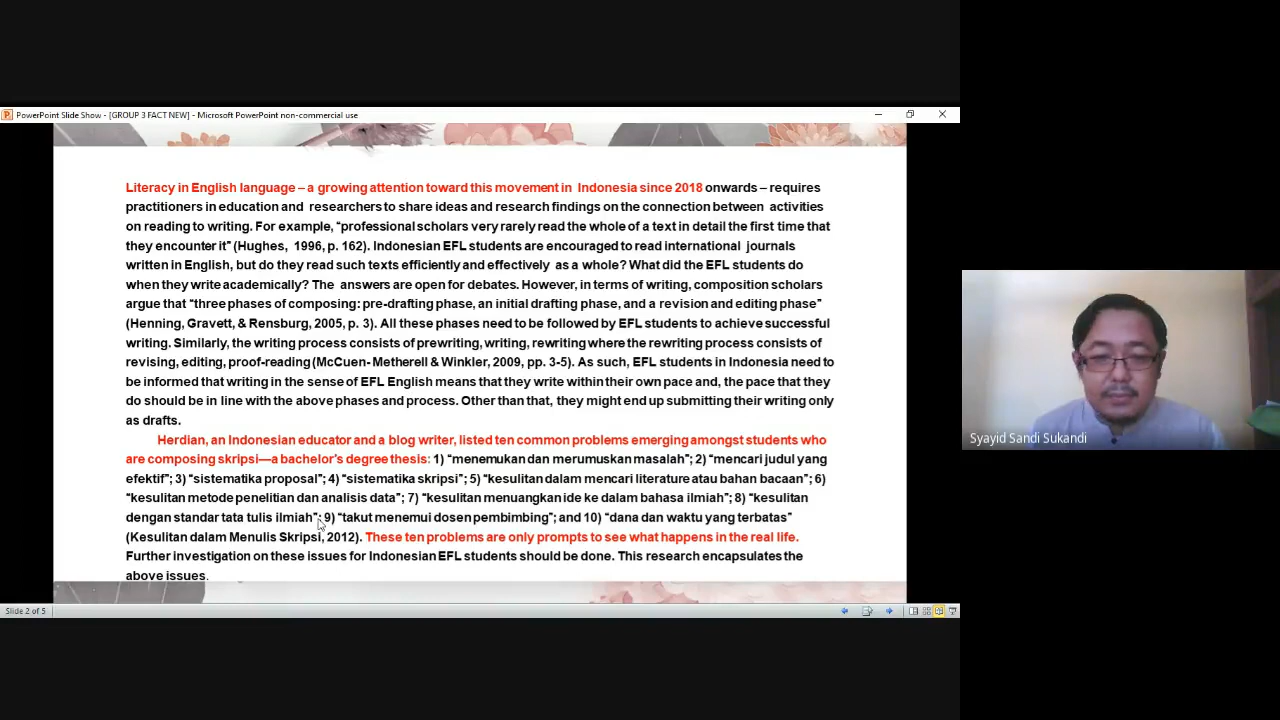 PowerPoint Slide Show - [GROUP 3 FACT NEW] - Microsoft PowerPoint non-commercial use
Literacy in English language – a growing attention toward this movement in Indonesia since 2018 onwards – requires
practitioners in education and researchers to share ideas and research findings on the connection between activities
on reading to writing. For example, “professional scholars very rarely read the whole of a text in detail the first time that
they encounter it” (Hughes, 1996, p. 162). Indonesian EFL students are encouraged to read international journals
written in English, but do they read such texts efficiently and effectively as a whole? What did the EFL students do
when they write academically? The answers are open for debates. However, in terms of writing, composition scholars
argue that “three phases of composing: pre-drafting phase, an initial drafting phase, and a revision and editing phase”
(Henning, Gravett, & Rensburg, 2005, p. 3). All these phases need to be followed by EFL students to achieve successful
writing. Similarly, the writing process consists of prewriting, writing, rewriting where the rewriting process consists of
revising, editing, proof-reading (McCuen- Metherell & Winkler, 2009, pp. 3-5). As such, EFL students in Indonesia need to
be informed that writing in the sense of EFL English means that they write within their own pace and, the pace that they
do should be in line with the above phases and process. Other than that, they might end up submitting their writing only
as drafts.
Herdian, an Indonesian educator and a blog writer, listed ten common problems emerging amongst students who
are composing skripsi—a bachelor's degree thesis: 1) “menemukan dan merumuskan masalah”; 2) “mencari judul yang
efektif”; 3) “sistematika proposal”; 4) “sistematika skripsi”; 5) “kesulitan dalam mencari literature atau bahan bacaan”; 6)
“kesulitan metode penelitian dan analisis data”; 7) “kesulitan menuangkan ide ke dalam bahasa ilmiah”; 8) “kesulitan
dengan standar tata tulis ilmiah”; 9) “takut menemui dosen pembimbing”; and 10) “dana dan waktu yang terbatas”
(Kesulitan dalam Menulis Skripsi, 2012). These ten problems are only prompts to see what happens in the real life.
Further investigation on these issues for Indonesian EFL students should be done. This research encapsulates the
above issues.
Slide 2 of 5
Syayid Sandi Sukandi